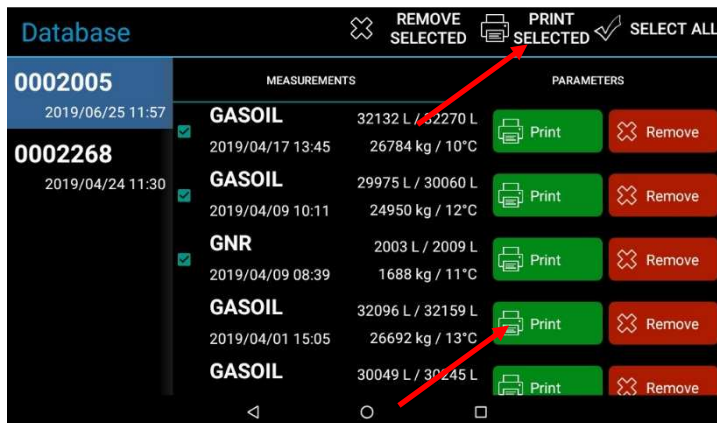 Database
REMOVE SELECTED
PRINT SELECTED
SELECT ALL
0002005
2019/06/25 11:57
0002268
2019/04/24 11:30
MEASUREMENTS PARAMETERS
GASOIL 32132 L / 32270 L
2019/04/17 13:45 26784 kg / 10°C
Print Remove
GASOIL 29975 L / 30060 L
2019/04/09 10:11 24950 kg / 12°C
Print Remove
GNR 2003 L / 2009 L
2019/04/09 08:39 1688 kg / 11°C
Print Remove
GASOIL 32096 L / 32159 L
2019/04/01 15:05 26692 kg / 13°C
Print Remove
GASOIL 30049 L / 30245 L
Print Remove